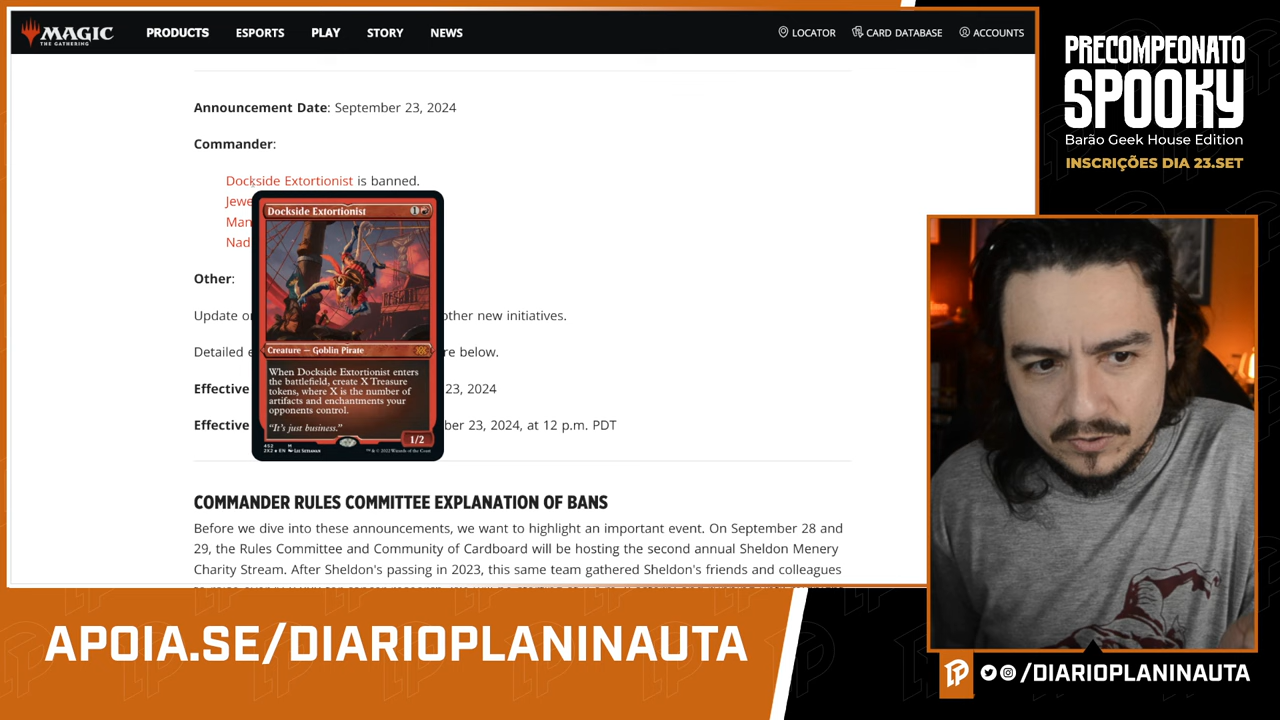 MAGIC
THE GATHERING
PRODUCTS
ESPORTS
PLAY
STORY
NEWS
LOCATOR
CARD DATABASE
ACCOUNTS
Announcement Date: September 23, 2024
Commander:
Dockside Extortionist is banned.
Jewe
Man
Nad
Other:
Update o other new initiatives.
Detailed e re below.
Effective 23, 2024
Effective ber 23, 2024, at 12 p.m. PDT
Dockside Extortionist 1
Creature — Goblin Pirate
When Dockside Extortionist enters
the battlefield, create X Treasure
tokens, where X is the number of
artifacts and enchantments your
opponents control.
"It's just business."
1/2
COMMANDER RULES COMMITTEE EXPLANATION OF BANS
Before we dive into these announcements, we want to highlight an important event. On September 28 and
29, the Rules Committee and Community of Cardboard will be hosting the second annual Sheldon Menery
Charity Stream. After Sheldon's passing in 2023, this same team gathered Sheldon's friends and colleagues
PRECOMPEONATO
SPOOKY
Barão Geek House Edition
INSCRIÇÕES DIA 23.SET
APOIA.SE/DIARIOPLANINAUTA
/DIARIOPLANINAUTA